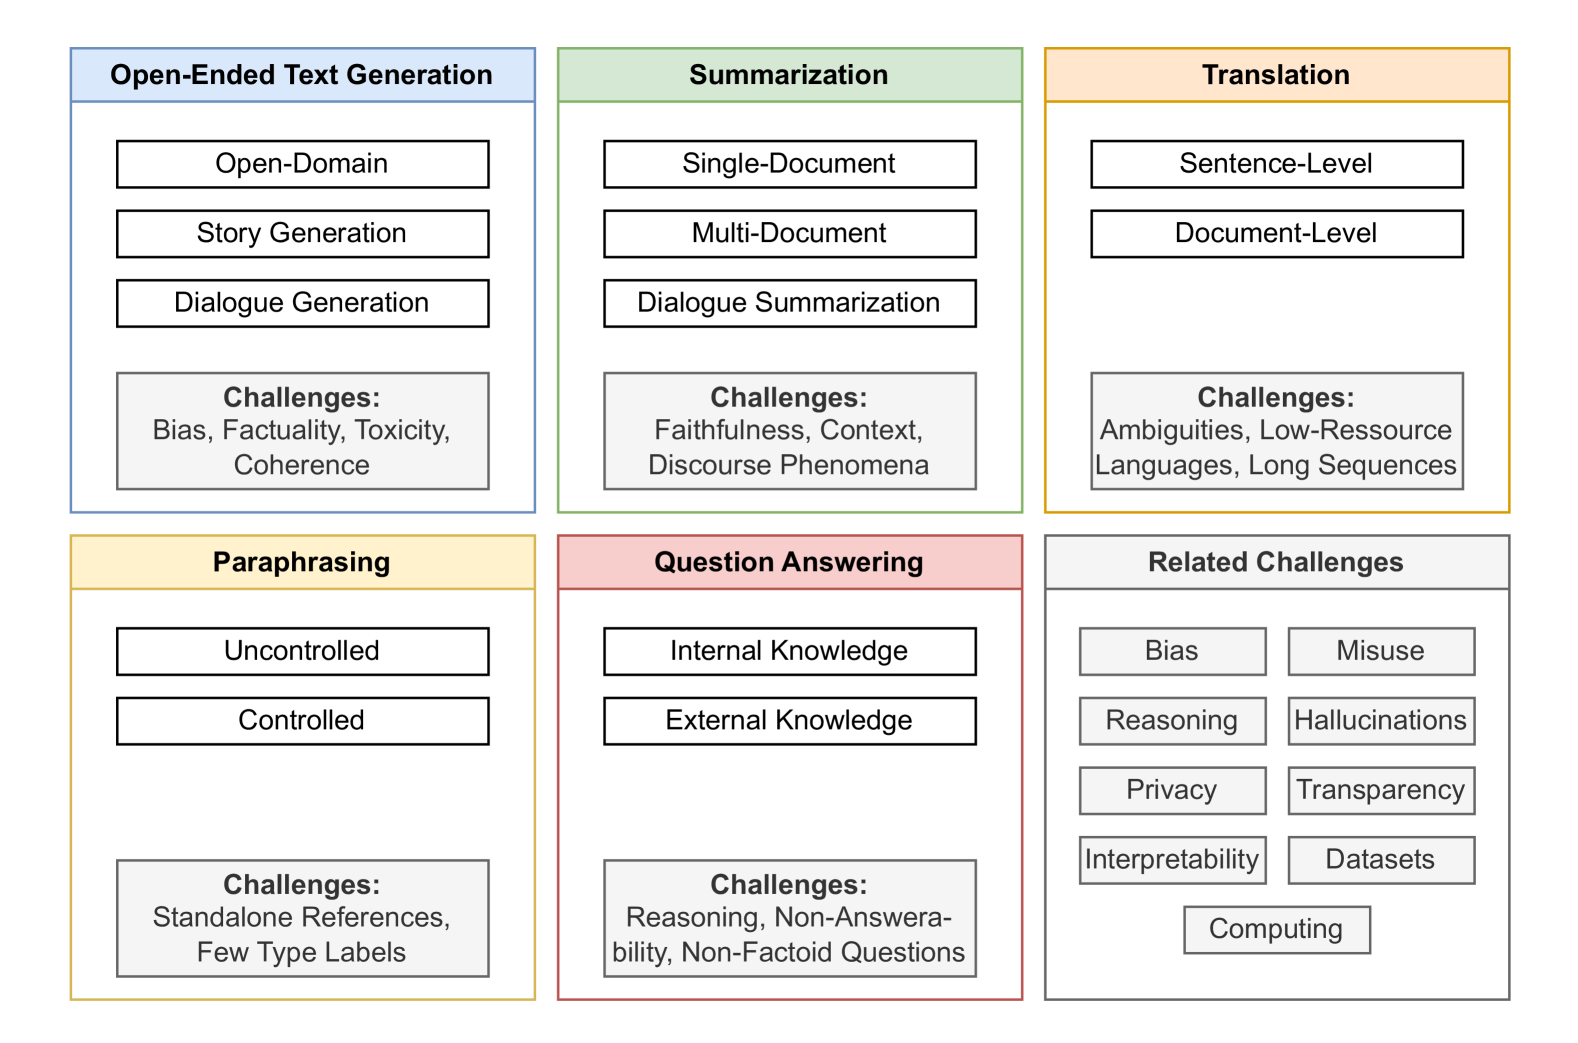 Open-Ended Text Generation
Open-Domain
Story Generation
Dialogue Generation
Challenges:
Bias, Factuality, Toxicity,
Coherence
Summarization
Single-Document
Multi-Document
Dialogue Summarization
Challenges:
Faithfulness, Context,
Discourse Phenomena
Translation
Sentence-Level
Document-Level
Challenges:
Ambiguities, Low-Ressource
Languages, Long Sequences
Paraphrasing
Uncontrolled
Controlled
Challenges:
Standalone References,
Few Type Labels
Question Answering
Internal Knowledge
External Knowledge
Challenges:
Reasoning, Non-Answera-
bility, Non-Factoid Questions
Related Challenges
Bias
Misuse
Reasoning
Hallucinations
Privacy
Transparency
Interpretability
Datasets
Computing